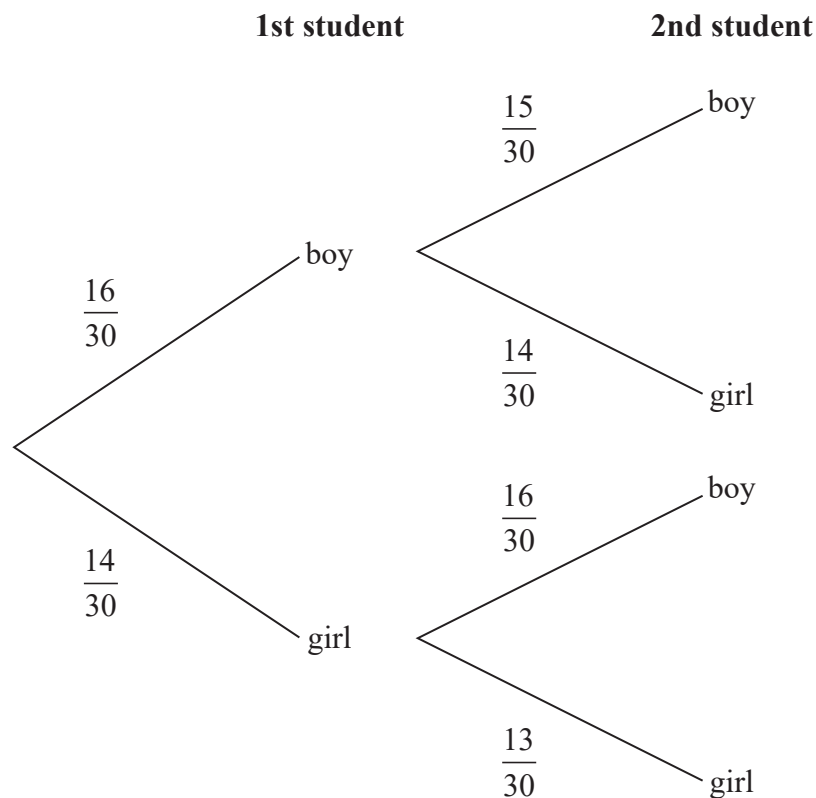 1st student 2nd student
15/30
boy
boy
16/30
14/30
girl
16/30
boy
14/30
girl
13/30
girl